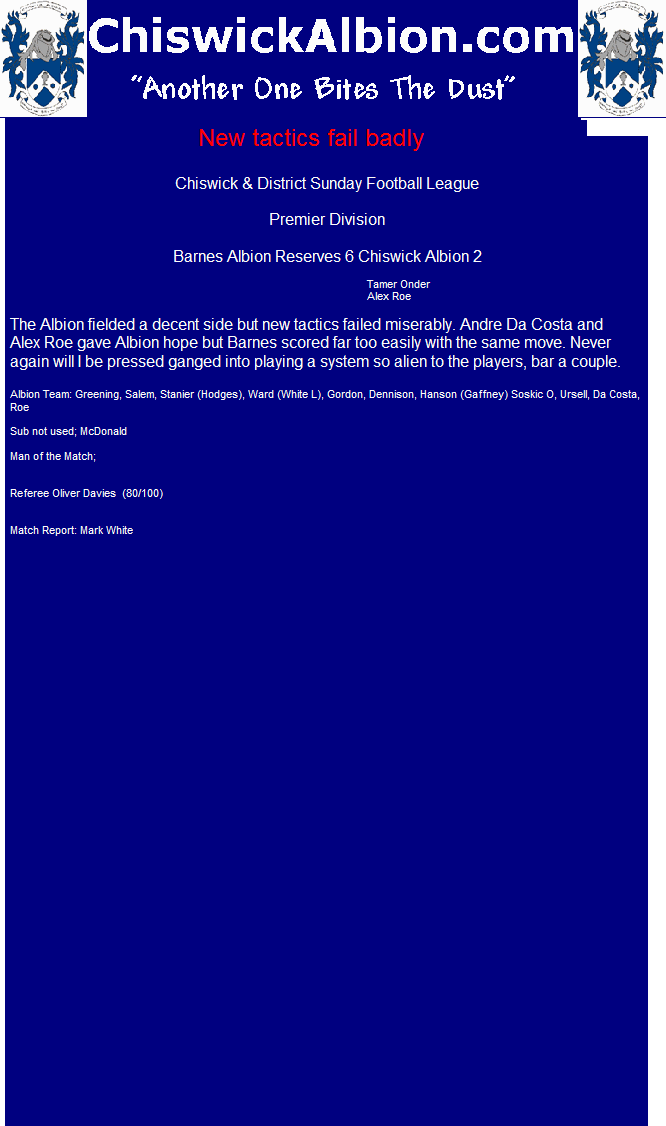 ChiswickAlbion.com
"Another One Bites The Dust"
New tactics fail badly
Chiswick & District Sunday Football League
Premier Division
Barnes Albion Reserves 6 Chiswick Albion 2
Tamer Onder
Alex Roe
The Albion fielded a decent side but new tactics failed miserably. Andre Da Costa and
Alex Roe gave Albion hope but Barnes scored far too easily with the same move. Never
again will I be pressed ganged into playing a system so alien to the players, bar a couple.
Albion Team: Greening, Salem, Stanier (Hodges), Ward (White L), Gordon, Dennison, Hanson (Gaffney) Soskic O, Ursell, Da Costa,
Roe
Sub not used; McDonald
Man of the Match;
Referee Oliver Davies  (80/100)
Match Report: Mark White